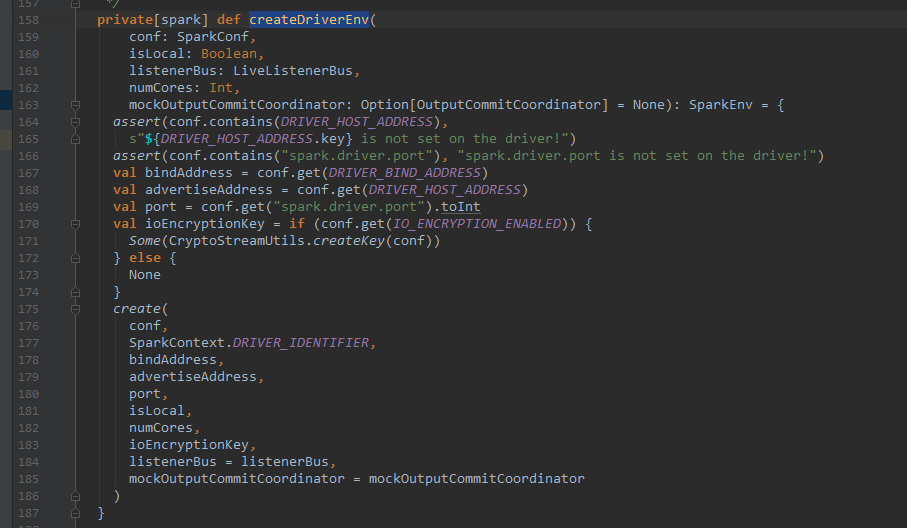 157 */
158 private[spark] def createDriverEnv(
159 conf: SparkConf,
160 isLocal: Boolean,
161 listenerBus: LiveListenerBus,
162 numCores: Int,
163 mockOutputCommitCoordinator: Option[OutputCommitCoordinator] = None): SparkEnv = {
164 assert(conf.contains(DRIVER_HOST_ADDRESS),
165 s"${DRIVER_HOST_ADDRESS.key} is not set on the driver!")
166 assert(conf.contains("spark.driver.port"), "spark.driver.port is not set on the driver!")
167 val bindAddress = conf.get(DRIVER_BIND_ADDRESS)
168 val advertiseAddress = conf.get(DRIVER_HOST_ADDRESS)
169 val port = conf.get("spark.driver.port").toInt
170 val ioEncryptionKey = if (conf.get(IO_ENCRYPTION_ENABLED)) {
171 Some(CryptoStreamUtils.createKey(conf))
172 } else {
173 None
174 }
175 create(
176 conf,
177 SparkContext.DRIVER_IDENTIFIER,
178 bindAddress,
179 advertiseAddress,
180 port,
181 isLocal,
182 numCores,
183 ioEncryptionKey,
184 listenerBus = listenerBus,
185 mockOutputCommitCoordinator = mockOutputCommitCoordinator
186 )
187 }